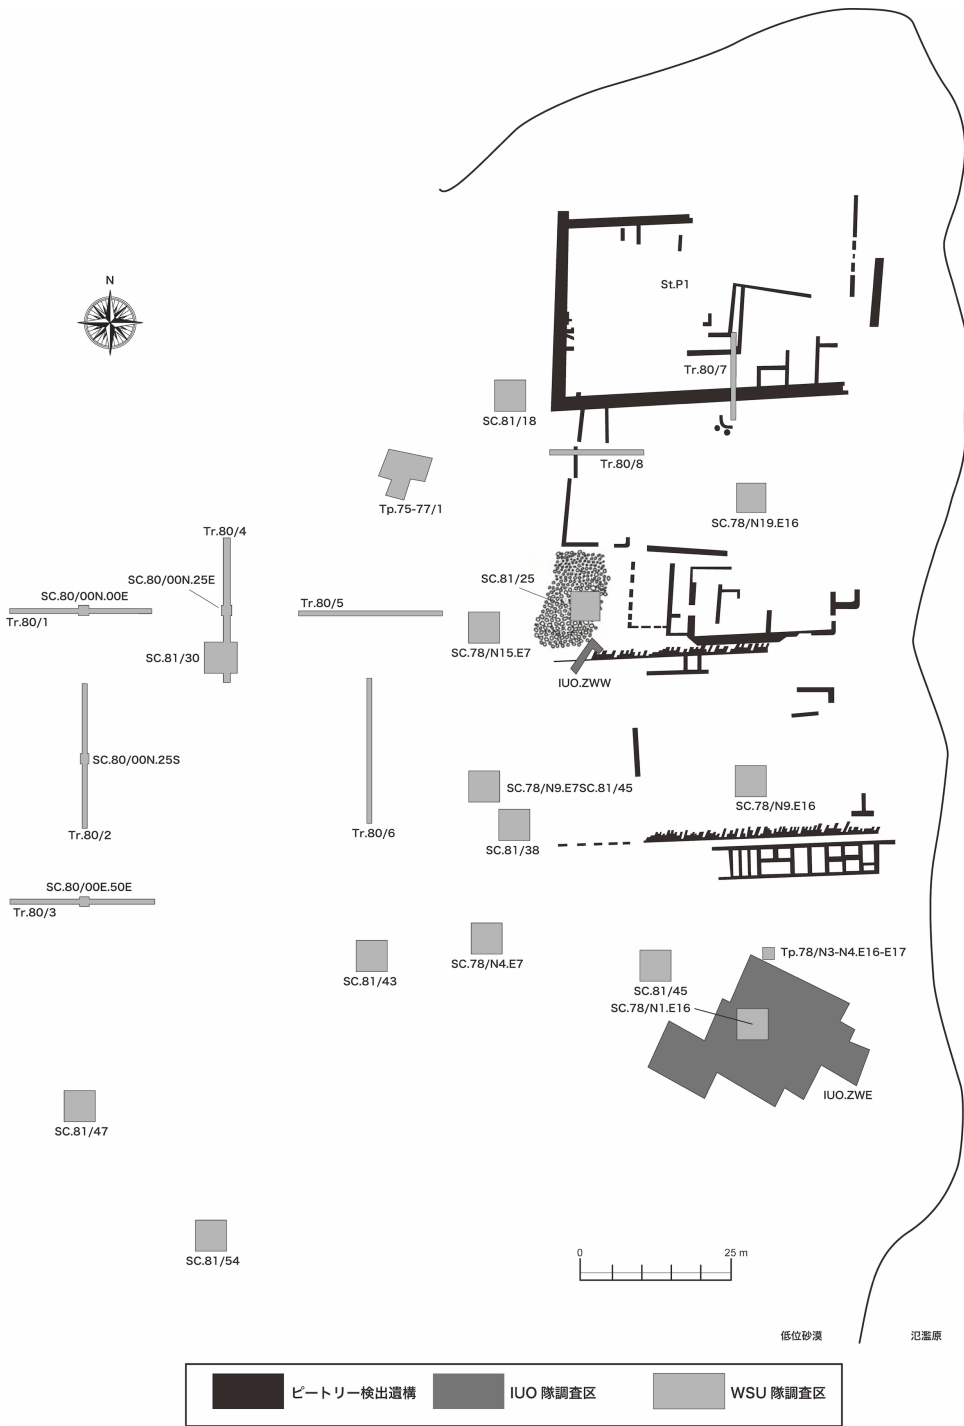 N
St.P1
Tr.80/7
SC.81/18
Tr.80/8
Tp.75-77/1
SC.78/N19.E16
Tr.80/4
SC.80/00N.25E
SC.81/25
SC.80/00N.00E
Tr.80/5
Tr.80/1
SC.78/N15.E7
SC.81/30
IUO.ZWW
SC.80/00N.25S
SC.78/N9.E7SC.81/45
SC.78/N9.E16
Tr.80/2
Tr.80/6
SC.81/38
SC.80/00E.50E
Tr.80/3
Tp.78/N3-N4.E16-E17
SC.78/N4.E7
SC.81/43
SC.81/45
SC.78/N1.E16
IUO.ZWE
SC.81/47
0 25 m
SC.81/54
低位砂漠 氾濫原
ピートリー検出遺構 IUO 隊調査区 WSU 隊調査区